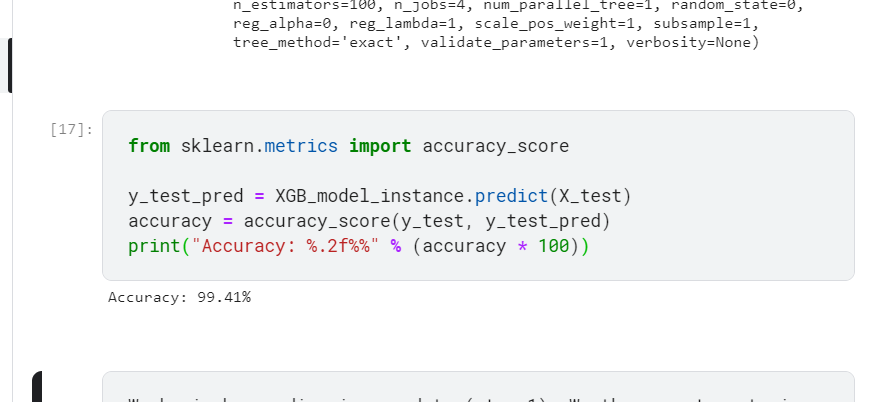 n_estimators=100, n_jobs=4, num_parallel_tree=1, random_state=0,
reg_alpha=0, reg_lambda=1, scale_pos_weight=1, subsample=1,
tree_method='exact', validate_parameters=1, verbosity=None)
[17]:
from sklearn.metrics import accuracy_score
y_test_pred = XGB_model_instance.predict(X_test)
accuracy = accuracy_score(y_test, y_test_pred)
print("Accuracy: %.2f%%" % (accuracy * 100))
Accuracy: 99.41%